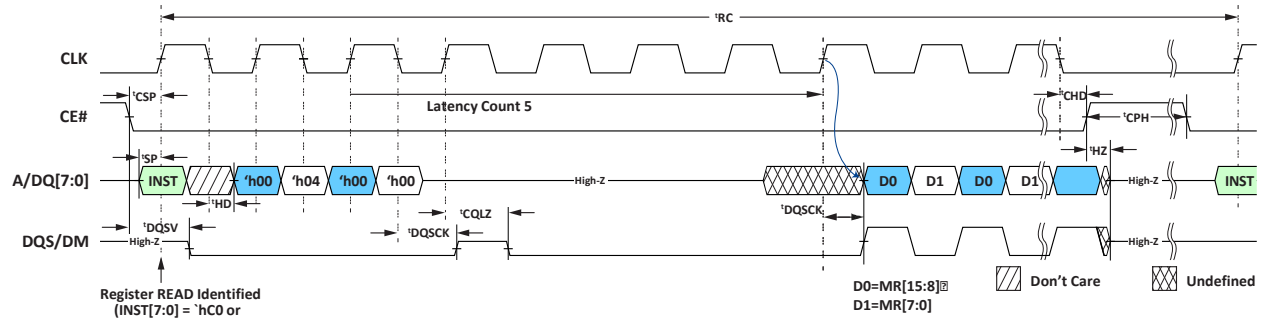 tRC
CLK
tCSP
Latency Count 5
tCHD
CE#
tCPH
tSP
tHZ
A/DQ[7:0]
INST
‘h00
‘h04
‘h00
‘h00
High-Z
D0
D1
D0
D1
High-Z
INST
tHD
tDQSV
tCQLZ
tDQSCK
tDQSCK
DQS/DM
High-Z
High-Z
High-Z
Register READ Identified
(INST[7:0] = `hC0 or
D0=MR[15:8]
D1=MR[7:0]
Don’t Care
Undefined